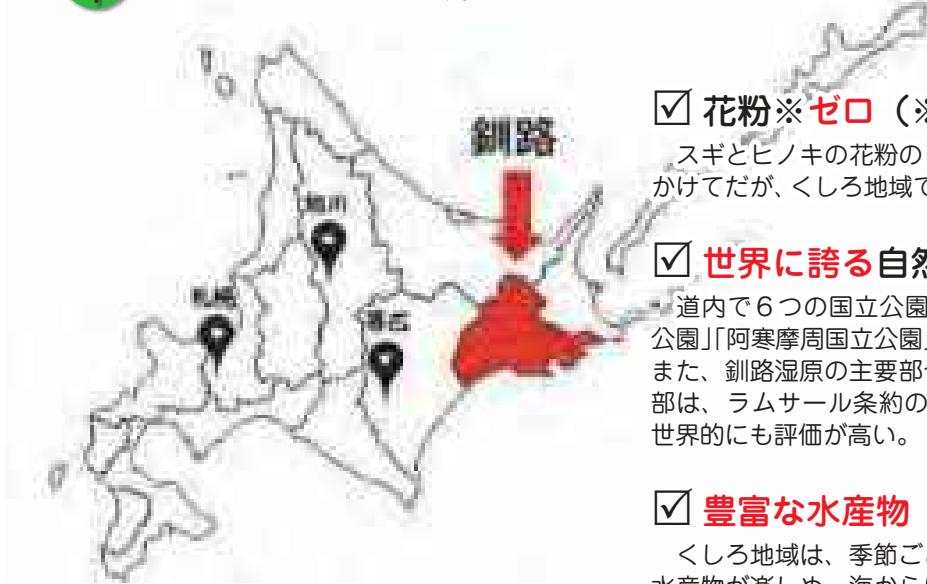 釧路
旭川
札幌
帯広
☑ 花粉※ゼロ(※
スギとヒノキの花粉の
かけてだが、くしろ地域で
☑ 世界に誇る自然
道内で6つの国立公園
公園」「阿寒摩周国立公園」
また、釧路湿原の主要部
部は、ラムサール条約の
世界的にも評価が高い。
☑ 豊富な水産物
くしろ地域は、季節ご
水産物が楽しめ、海から